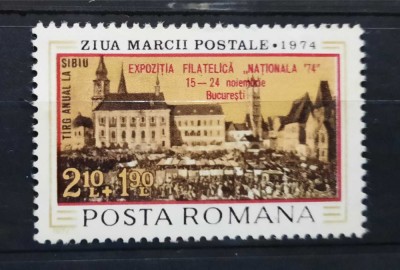 ZIUA MARCII POSTALE • 1974
TIRG ANUAL LA SIBIU
EXPOZIȚIA FILATELICĂ „NAȚIONALA '74"
15—24 noiembrie
București
2 10 L + 1 90 L
POSTA ROMANA